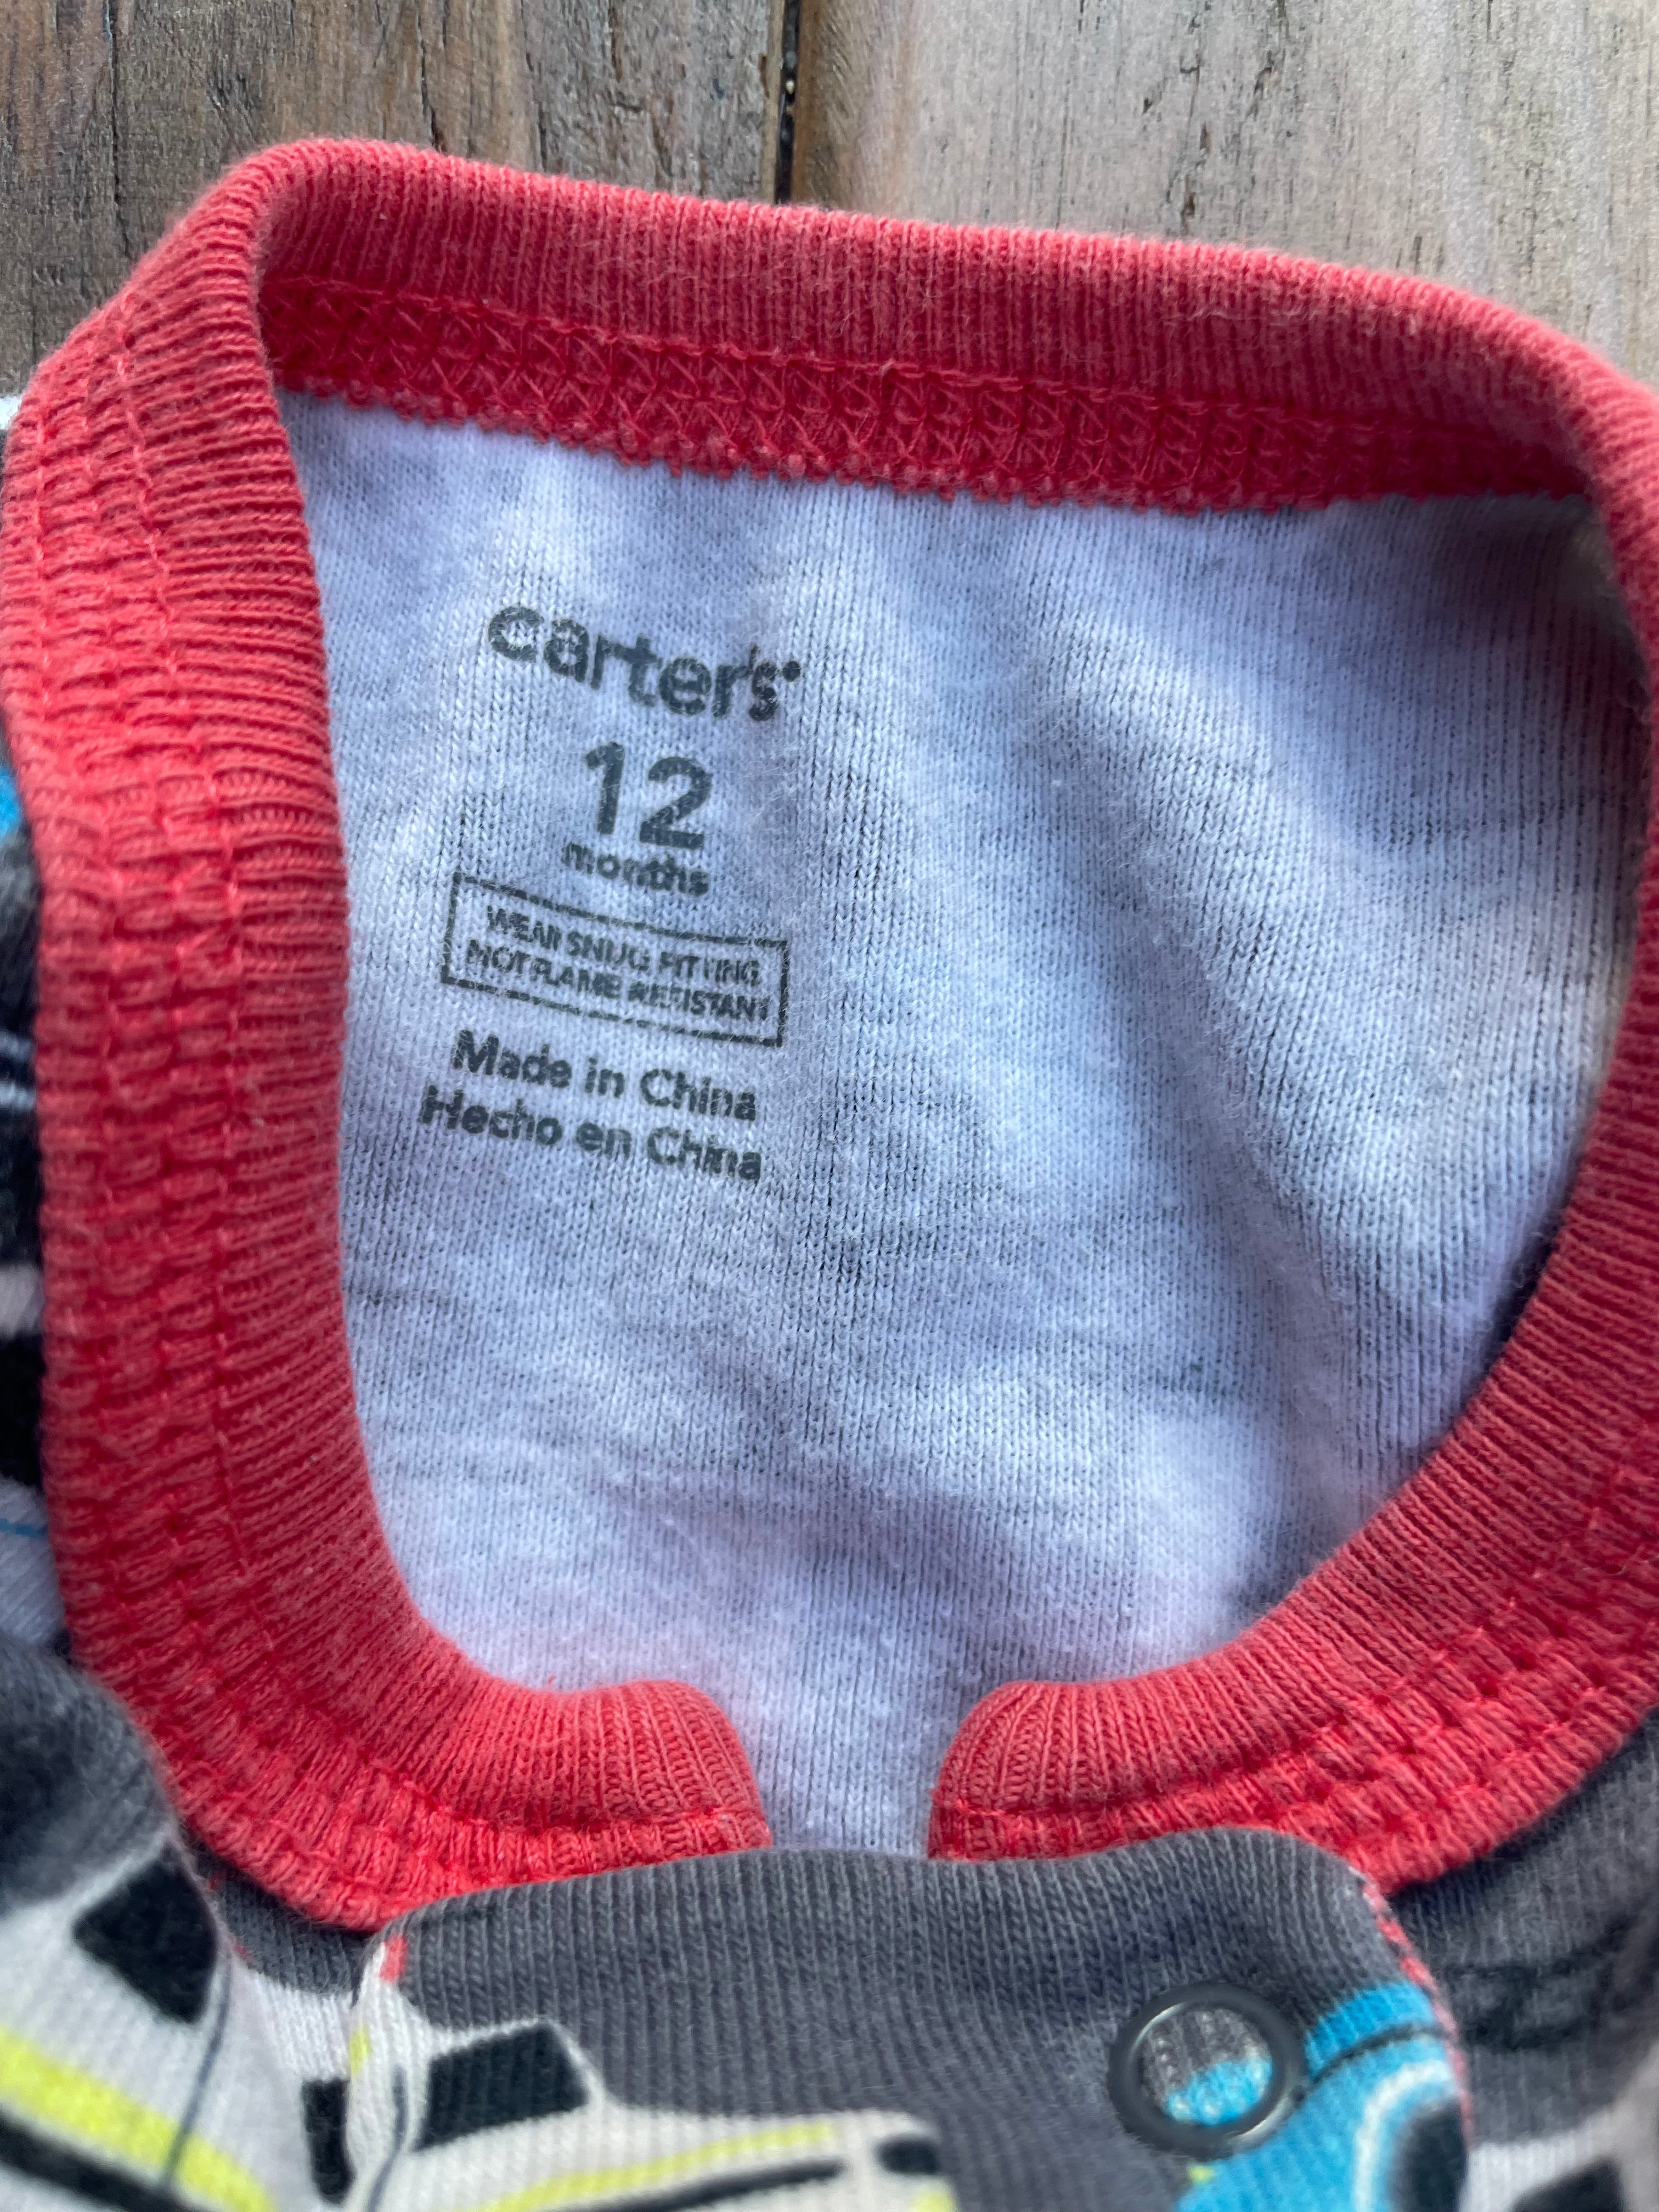 carter's
12
months
WEAR SNUG FITTING
NOT FLAME RESISTANT
Made in China
Hecho en China